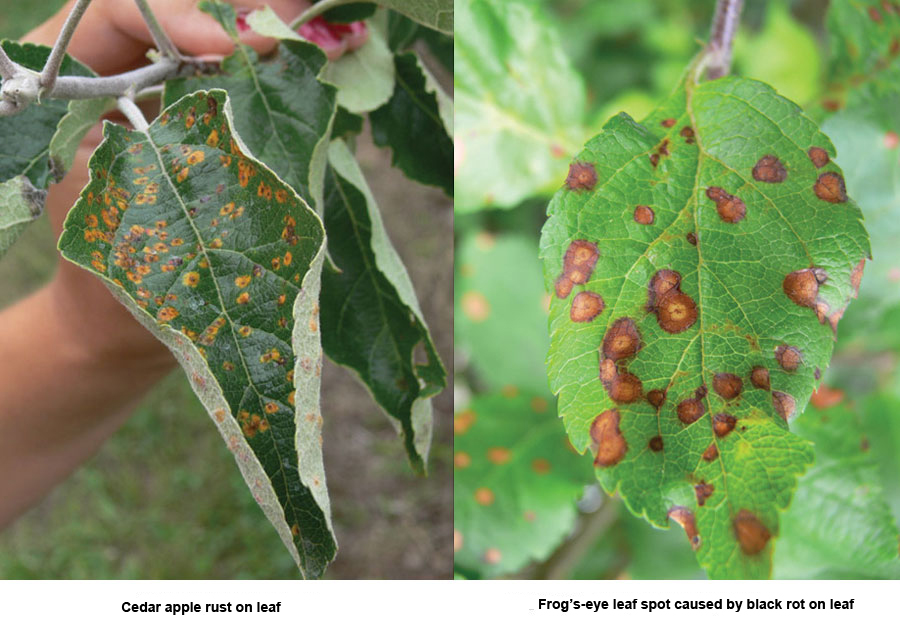 Cedar apple rust on leaf
Frog's-eye leaf spot caused by black rot on leaf